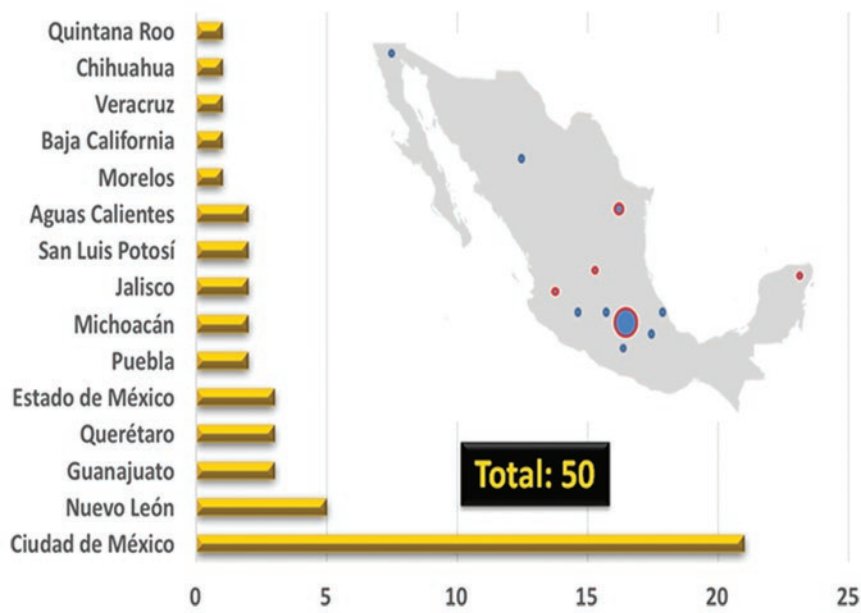 Quintana Roo
Chihuahua
Veracruz
Baja California
Morelos
Aguas Calientes
San Luis Potosí
Jalisco
Michoacán
Puebla
Estado de México
Querétaro
Guanajuato
Nuevo León
Ciudad de México
Total: 50
0 5 10 15 20 25